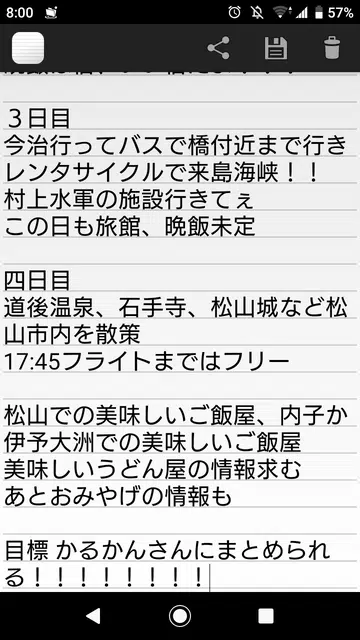 8:00
57%
３日目
今治行ってバスで橋付近まで行き
レンタサイクルで来島海峡！！
村上水軍の施設行きてぇ
この日も旅館、晩飯未定
四日目
道後温泉、石手寺、松山城など松
山市内を散策
17:45フライトまではフリー
松山での美味しいご飯屋、内子か
伊予大洲での美味しいご飯屋
美味しいうどん屋の情報求む
あとおみやげの情報も
目標 かるかんさんにまとめられ
る！！！！！！！！